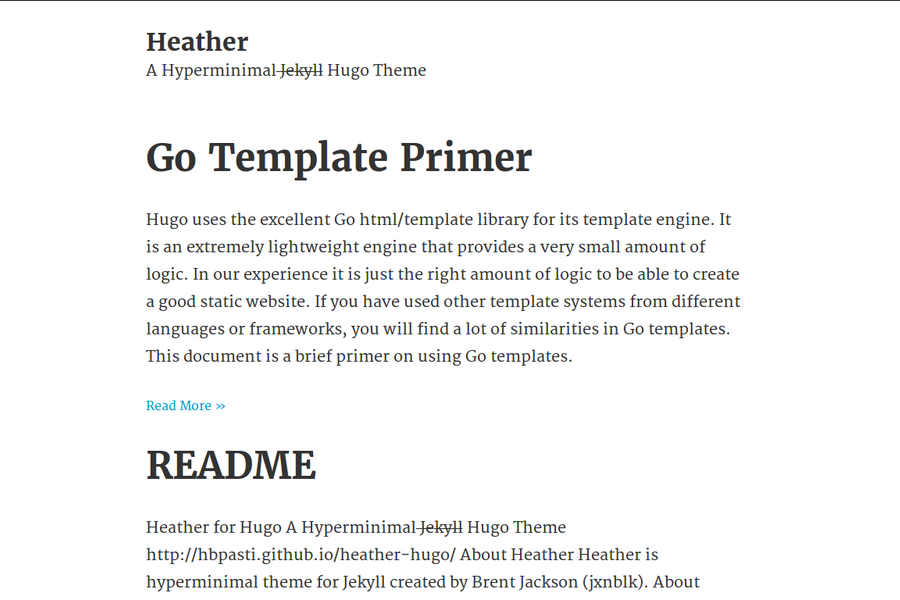 Heather
A Hyperminimal Jekyll Hugo Theme
Go Template Primer
Hugo uses the excellent Go html/template library for its template engine. It
is an extremely lightweight engine that provides a very small amount of
logic. In our experience it is just the right amount of logic to be able to create
a good static website. If you have used other template systems from different
languages or frameworks, you will find a lot of similarities in Go templates.
This document is a brief primer on using Go templates.
Read More »
README
Heather for Hugo A Hyperminimal Jekyll Hugo Theme
http://hbpasti.github.io/heather-hugo/ About Heather Heather is
hyperminimal theme for Jekyll created by Brent Jackson (jxnblk). About